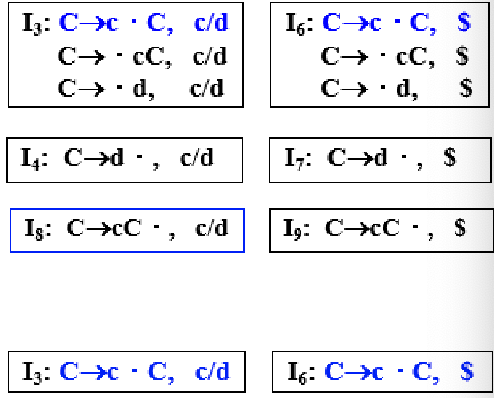 I₃: C→c · C, c/d
C→ · cC, c/d
C→ · d, c/d
I₆: C→c · C, $
C→ · cC, $
C→ · d, $
I₄: C→d · , c/d
I₇: C→d · , $
I₈: C→cC · , c/d
I₉: C→cC · , $
I₃: C→c · C, c/d
I₆: C→c · C, $